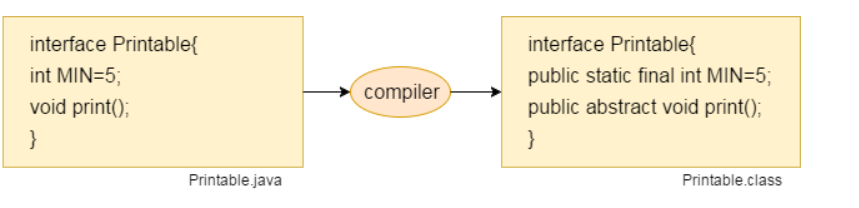 interface Printable{
int MIN=5;
void print();
}
Printable.java
compiler
interface Printable{
public static final int MIN=5;
public abstract void print();
}
Printable.class